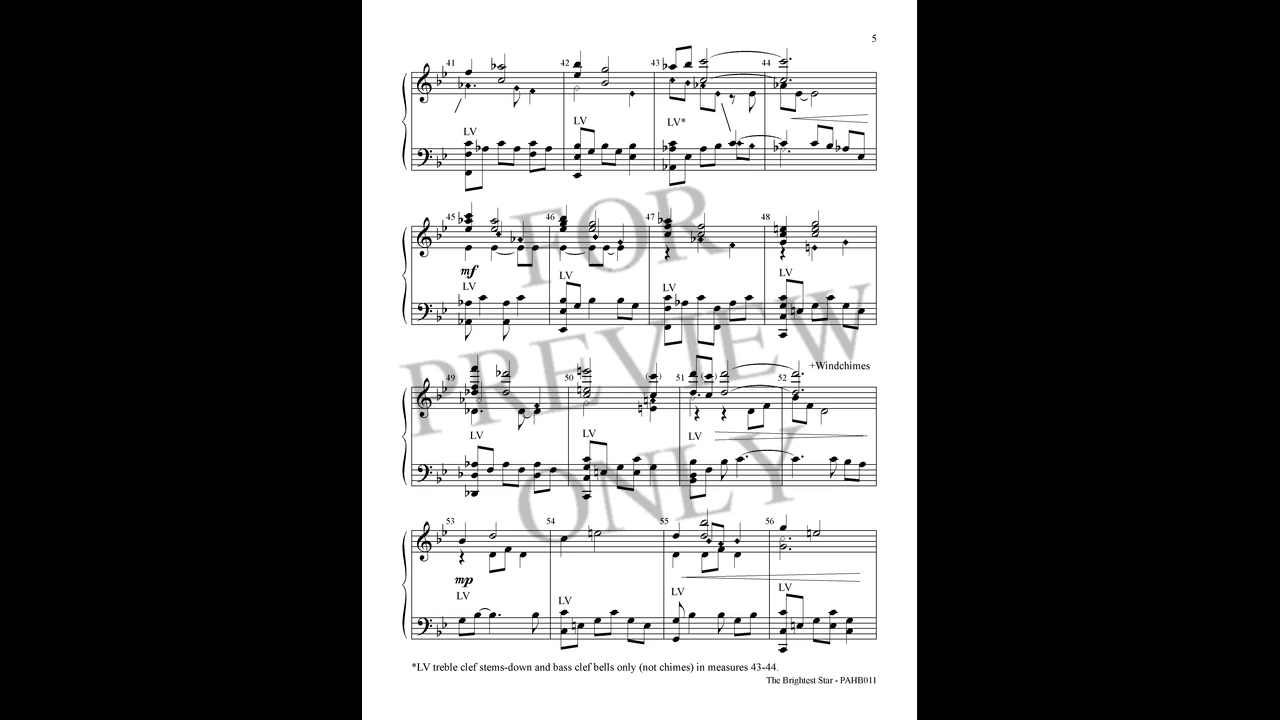 5
41 42 43 44
LV LV LV*
45 46 47 48
mf
LV LV LV LV
+Windchimes
49 50 51 52
LV LV LV
53 54 55 56
mp
LV LV LV LV
*LV treble clef stems-down and bass clef bells only (not chimes) in measures 43-44.
The Brightest Star - PAHB011
FOR
PREVIEW
ONLY